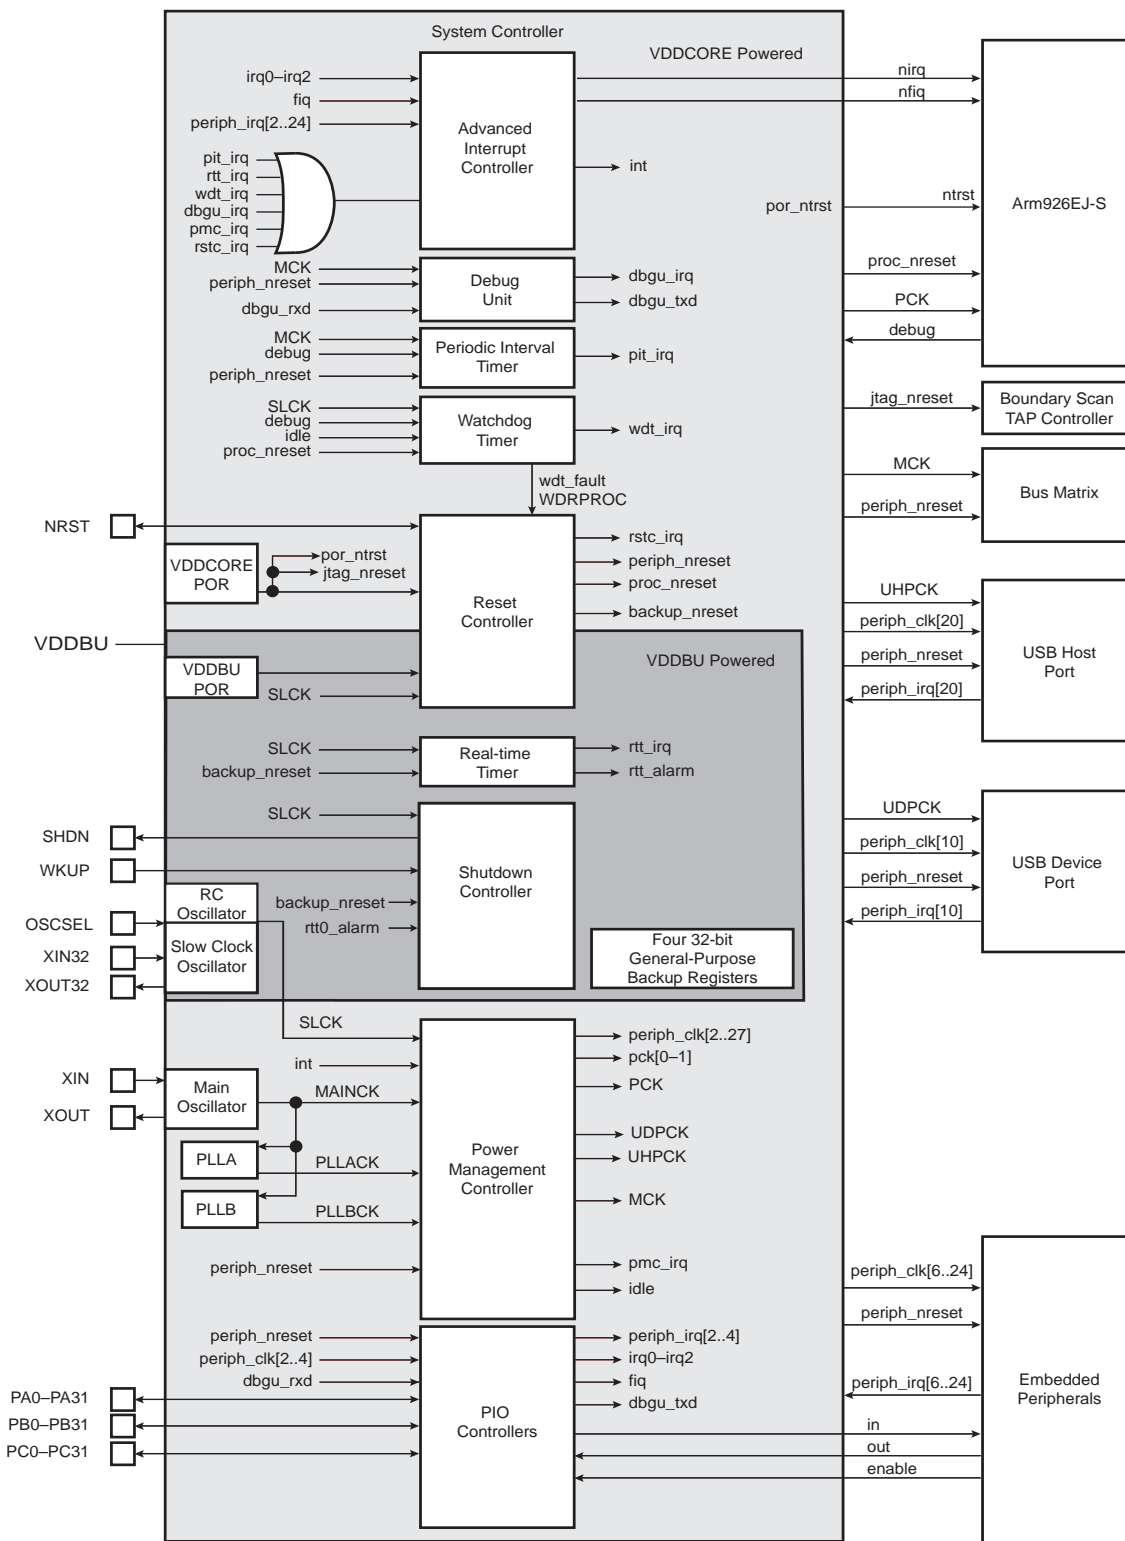 System Controller
VDDCORE Powered
irq0–irq2
fiq
periph_irq[2..24]
pit_irq
rtt_irq
wdt_irq
dbgu_irq
pmc_irq
rstc_irq
Advanced
Interrupt
Controller
int
nirq
nfiq
por_ntrst
ntrst
proc_nreset
PCK
debug
Arm926EJ-S
MCK
periph_nreset
dbgu_rxd
Debug
Unit
dbgu_irq
dbgu_txd
MCK
debug
periph_nreset
Periodic Interval
Timer
pit_irq
SLCK
debug
idle
proc_nreset
Watchdog
Timer
wdt_irq
wdt_fault
WDRPROC
jtag_nreset
Boundary Scan
TAP Controller
MCK
periph_nreset
Bus Matrix
NRST
VDDCORE
POR
por_ntrst
jtag_nreset
Reset
Controller
rstc_irq
periph_nreset
proc_nreset
backup_nreset
VDDBU
VDDBU Powered
VDDBU
POR
SLCK
UHPCK
periph_clk[20]
periph_nreset
periph_irq[20]
USB Host
Port
SLCK
backup_nreset
Real-time
Timer
rtt_irq
rtt_alarm
SLCK
SHDN
WKUP
backup_nreset
rtt0_alarm
Shutdown
Controller
Four 32-bit
General-Purpose
Backup Registers
UDPCK
periph_clk[10]
periph_nreset
periph_irq[10]
USB Device
Port
RC
Oscillator
OSCSEL
XIN32
XOUT32
Slow Clock
Oscillator
SLCK
int
XIN
XOUT
Main
Oscillator
MAINCK
PLLA
PLLACK
PLLB
PLLBCK
periph_nreset
Power
Management
Controller
periph_clk[2..27]
pck[0–1]
PCK
UDPCK
UHPCK
MCK
pmc_irq
idle
periph_nreset
periph_clk[2..4]
dbgu_rxd
PA0–PA31
PB0–PB31
PC0–PC31
PIO
Controllers
periph_irq[2..4]
irq0–irq2
fiq
dbgu_txd
periph_clk[6..24]
periph_nreset
periph_irq[6..24]
in
out
enable
Embedded
Peripherals